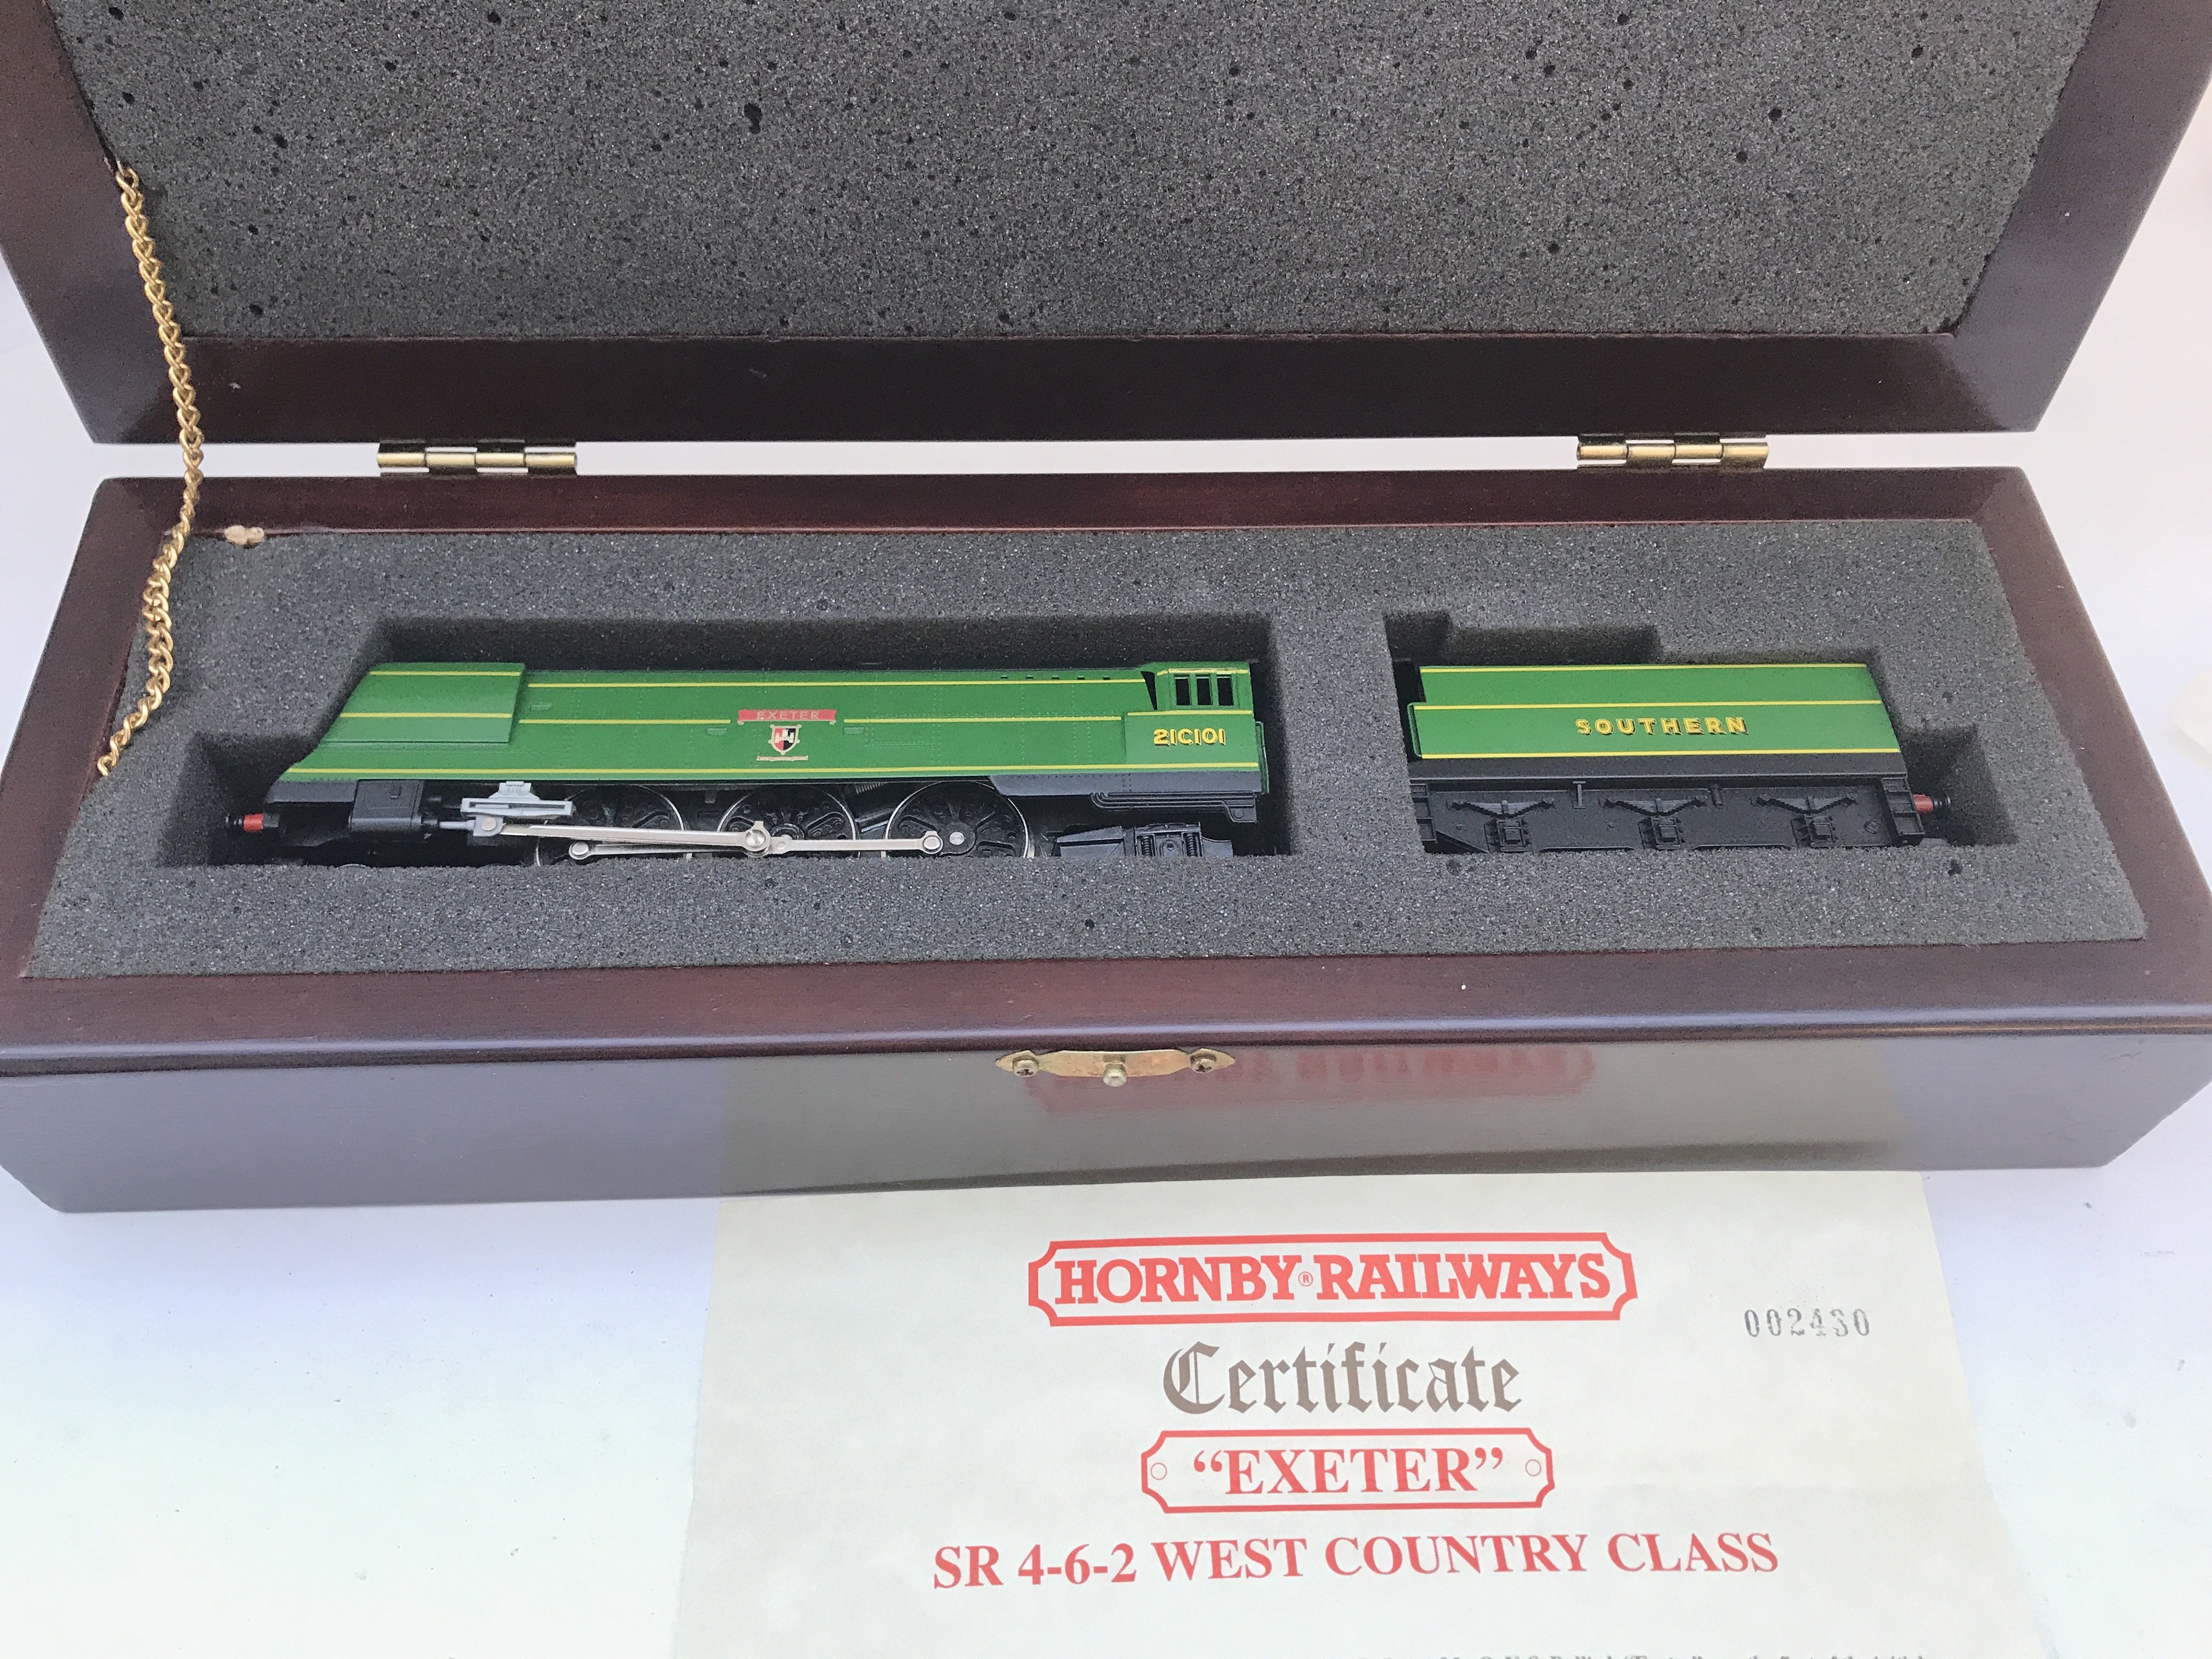 EXETER
21C101
SOUTHERN
HORNBY® RAILWAYS
002430
Certificate
"EXETER"
SR 4-6-2 WEST COUNTRY CLASS